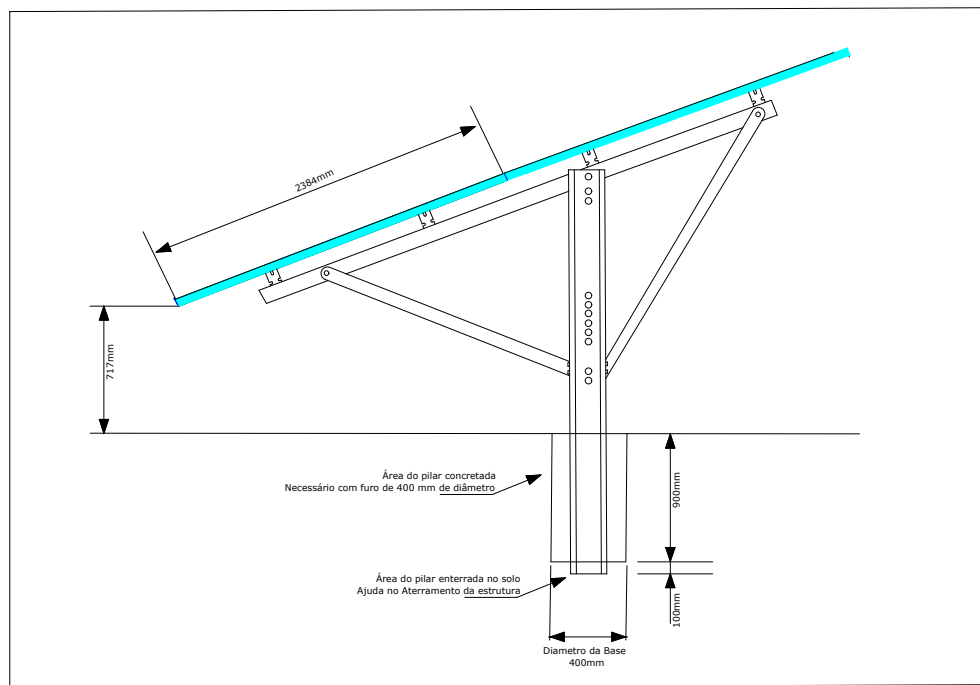 2384mm
717mm
Área do pilar concretada
Necessário com furo de 400 mm de diâmetro
900mm
Área do pilar enterrada no solo
Ajuda no Aterramento da estrutura
100mm
Diametro da Base
400mm